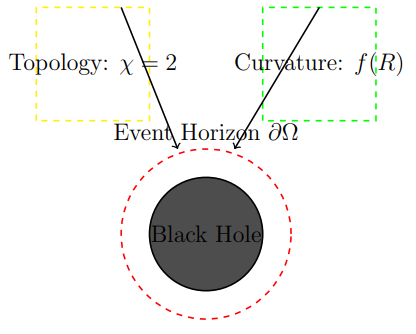 Topology: χ = 2
Curvature: f(R)
Event Horizon ∂Ω
Black Hole